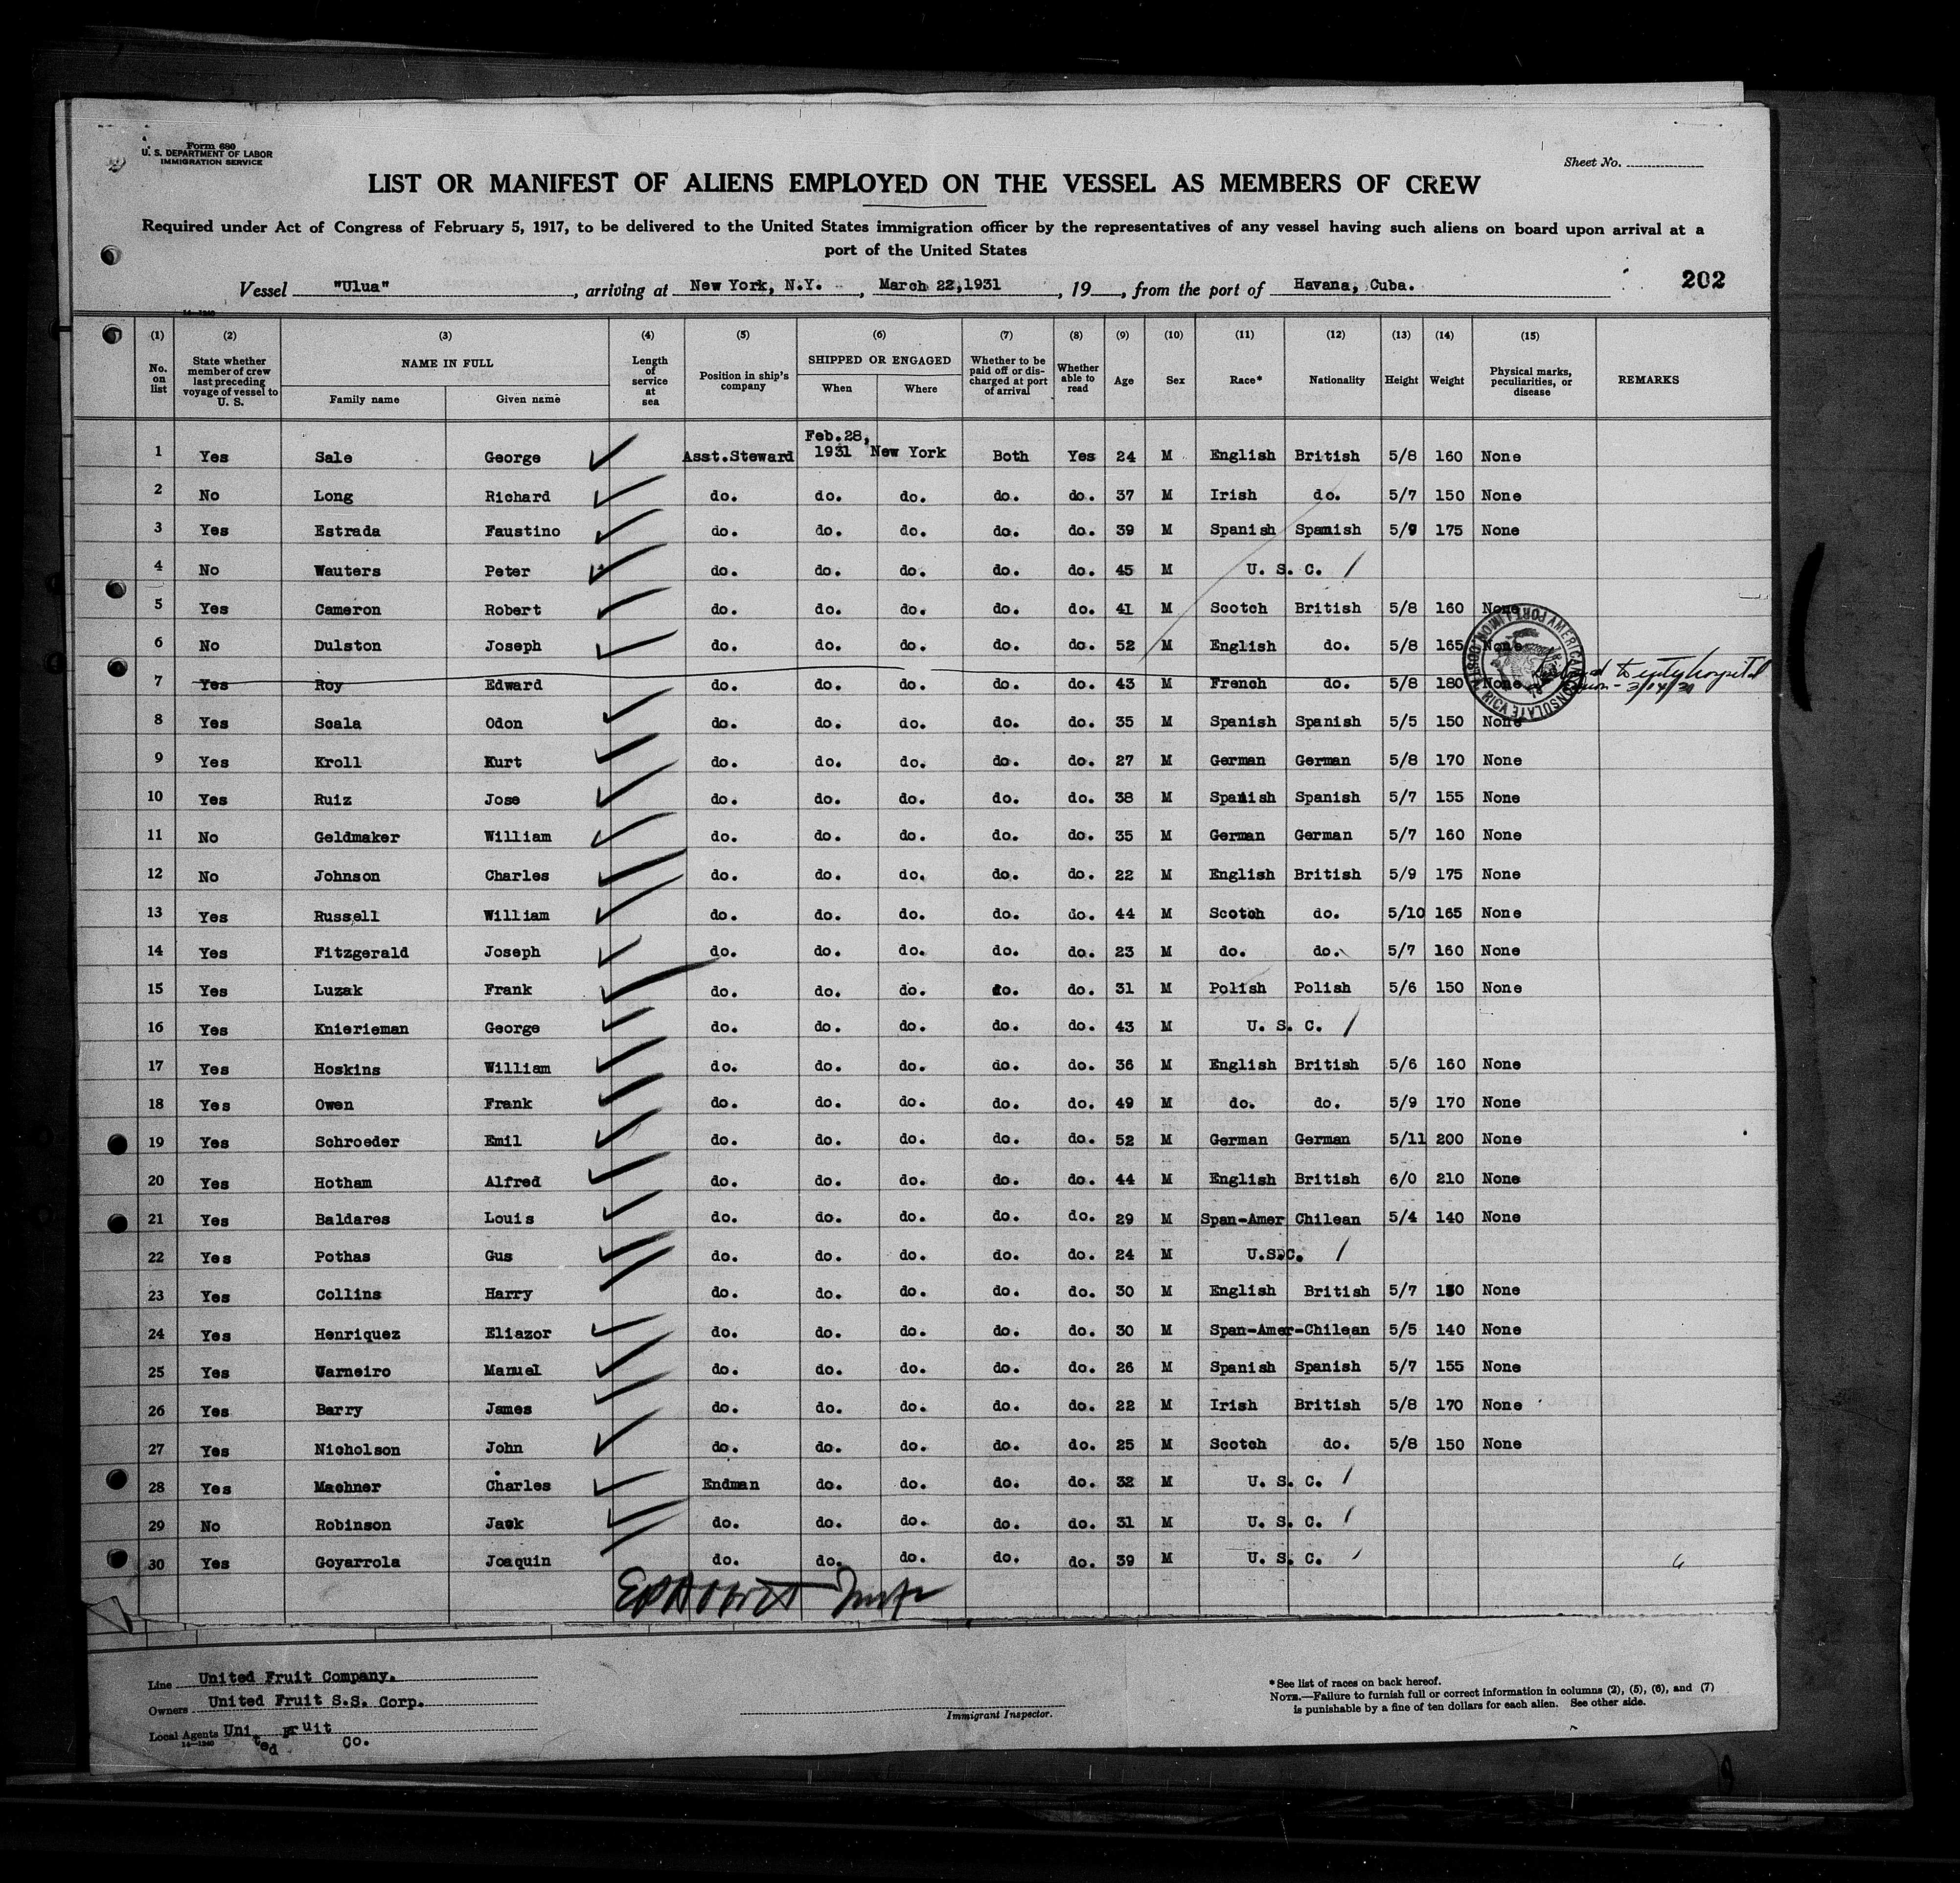 Form 680
U. S. DEPARTMENT OF LABOR
IMMIGRATION SERVICE
Sheet No.
LIST OR MANIFEST OF ALIENS EMPLOYED ON THE VESSEL AS MEMBERS OF CREW
Required under Act of Congress of February 5, 1917, to be delivered to the United States immigration officer by the representatives of any vessel having such aliens on board upon arrival at a
port of the United States
Vessel "Ulua", arriving at New York, N.Y., March 22,1931, 19, from the port of Havana, Cuba.
202
14-1240
(1) (2) (3) (4) (5) (6) (7) (8) (9) (10) (11) (12) (13) (14) (15)
No. on list State whether member of crew last preceding voyage of vessel to U. S. NAME IN FULL Family name Given name Length of service at sea Position in ship's company SHIPPED OR ENGAGED When Where Whether to be paid off or discharged at port of arrival Whether able to read Age Sex Race* Nationality Height Weight Physical marks, peculiarities, or disease REMARKS
1 Yes Sale George Asst.Steward Feb.28, 1931 New York Both Yes 24 M English British 5/8 160 None
2 No Long Richard do. do. do. do. do. 37 M Irish do. 5/7 150 None
3 Yes Estrada Faustino do. do. do. do. do. 39 M Spanish Spanish 5/9 175 None
4 No Wauters Peter do. do. do. do. do. 45 M U. S. C.
5 Yes Cameron Robert do. do. do. do. do. 41 M Scotch British 5/8 160 None
6 No Dulston Joseph do. do. do. do. do. 52 M English do. 5/8 165 None
7 Yes Roy Edward do. do. do. do. do. 43 M French do. 5/8 180 None
AMERICAN CONSULATE PORT LIMON, COSTA RICA
to hospital
8 Yes Scala Odon do. do. do. do. do. 35 M Spanish Spanish 5/5 150 None
9 Yes Kroll Kurt do. do. do. do. do. 27 M German German 5/8 170 None
10 Yes Ruiz Jose do. do. do. do. do. 38 M Spanish Spanish 5/7 155 None
11 No Geldmaker William do. do. do. do. do. 35 M German German 5/7 160 None
12 No Johnson Charles do. do. do. do. do. 22 M English British 5/9 175 None
13 Yes Russell William do. do. do. do. do. 44 M Scotch do. 5/10 165 None
14 Yes Fitzgerald Joseph do. do. do. do. do. 23 M do. do. 5/7 160 None
15 Yes Luzak Frank do. do. do. do. do. 31 M Polish Polish 5/6 150 None
16 Yes Knierieman George do. do. do. do. do. 43 M U. S. C.
17 Yes Hoskins William do. do. do. do. do. 36 M English British 5/6 160 None
18 Yes Owen Frank do. do. do. do. do. 49 M do. do. 5/9 170 None
19 Yes Schroeder Emil do. do. do. do. do. 52 M German German 5/11 200 None
20 Yes Hotham Alfred do. do. do. do. do. 44 M English British 6/0 210 None
21 Yes Baldares Louis do. do. do. do. do. 29 M Span-Amer Chilean 5/4 140 None
22 Yes Pothas Gus do. do. do. do. do. 24 M U.S.C.
23 Yes Collins Harry do. do. do. do. do. 30 M English British 5/7 None
24 Yes Henriquez Eliazor do. do. do. do. do. 30 M Span-Amer-Chilean 5/5 140 None
25 Yes Carneiro Manuel do. do. do. do. do. 26 M Spanish Spanish 5/7 155 None
26 Yes Barry James do. do. do. do. do. 22 M Irish British 5/8 170 None
27 Yes Nicholson John do. do. do. do. do. 25 M Scotch do. 5/8 150 None
28 Yes Machner Charles Endman do. do. do. do. 32 M U. S. C.
29 No Robinson Jack do. do. do. do. do. 31 M U. S. C.
30 Yes Goyarrola Joaquin do. do. do. do. do. 39 M U. S. C.
Line United Fruit Company.
Owners United Fruit S.S. Corp.
Local Agents United Fruit Co.
14-1240
Immigrant Inspector.
*See list of races on back hereof.
NOTE.—Failure to furnish full or correct information in columns (2), (5), (6), and (7)
is punishable by a fine of ten dollars for each alien. See other side.